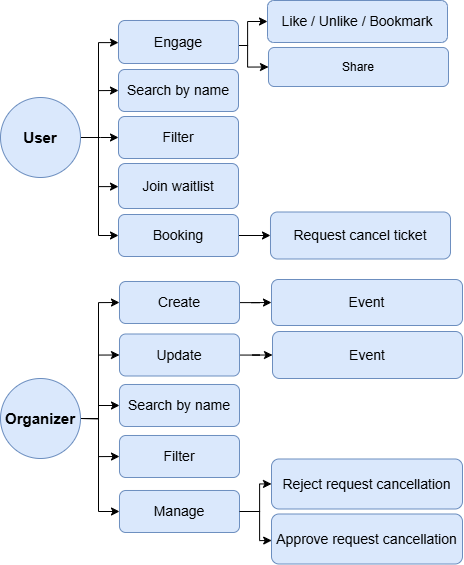 Engage
Like / Unlike / Bookmark
Share
Search by name
User
Filter
Join waitlist
Booking
Request cancel ticket
Create
Event
Update
Event
Search by name
Organizer
Filter
Manage
Reject request cancellation
Approve request cancellation